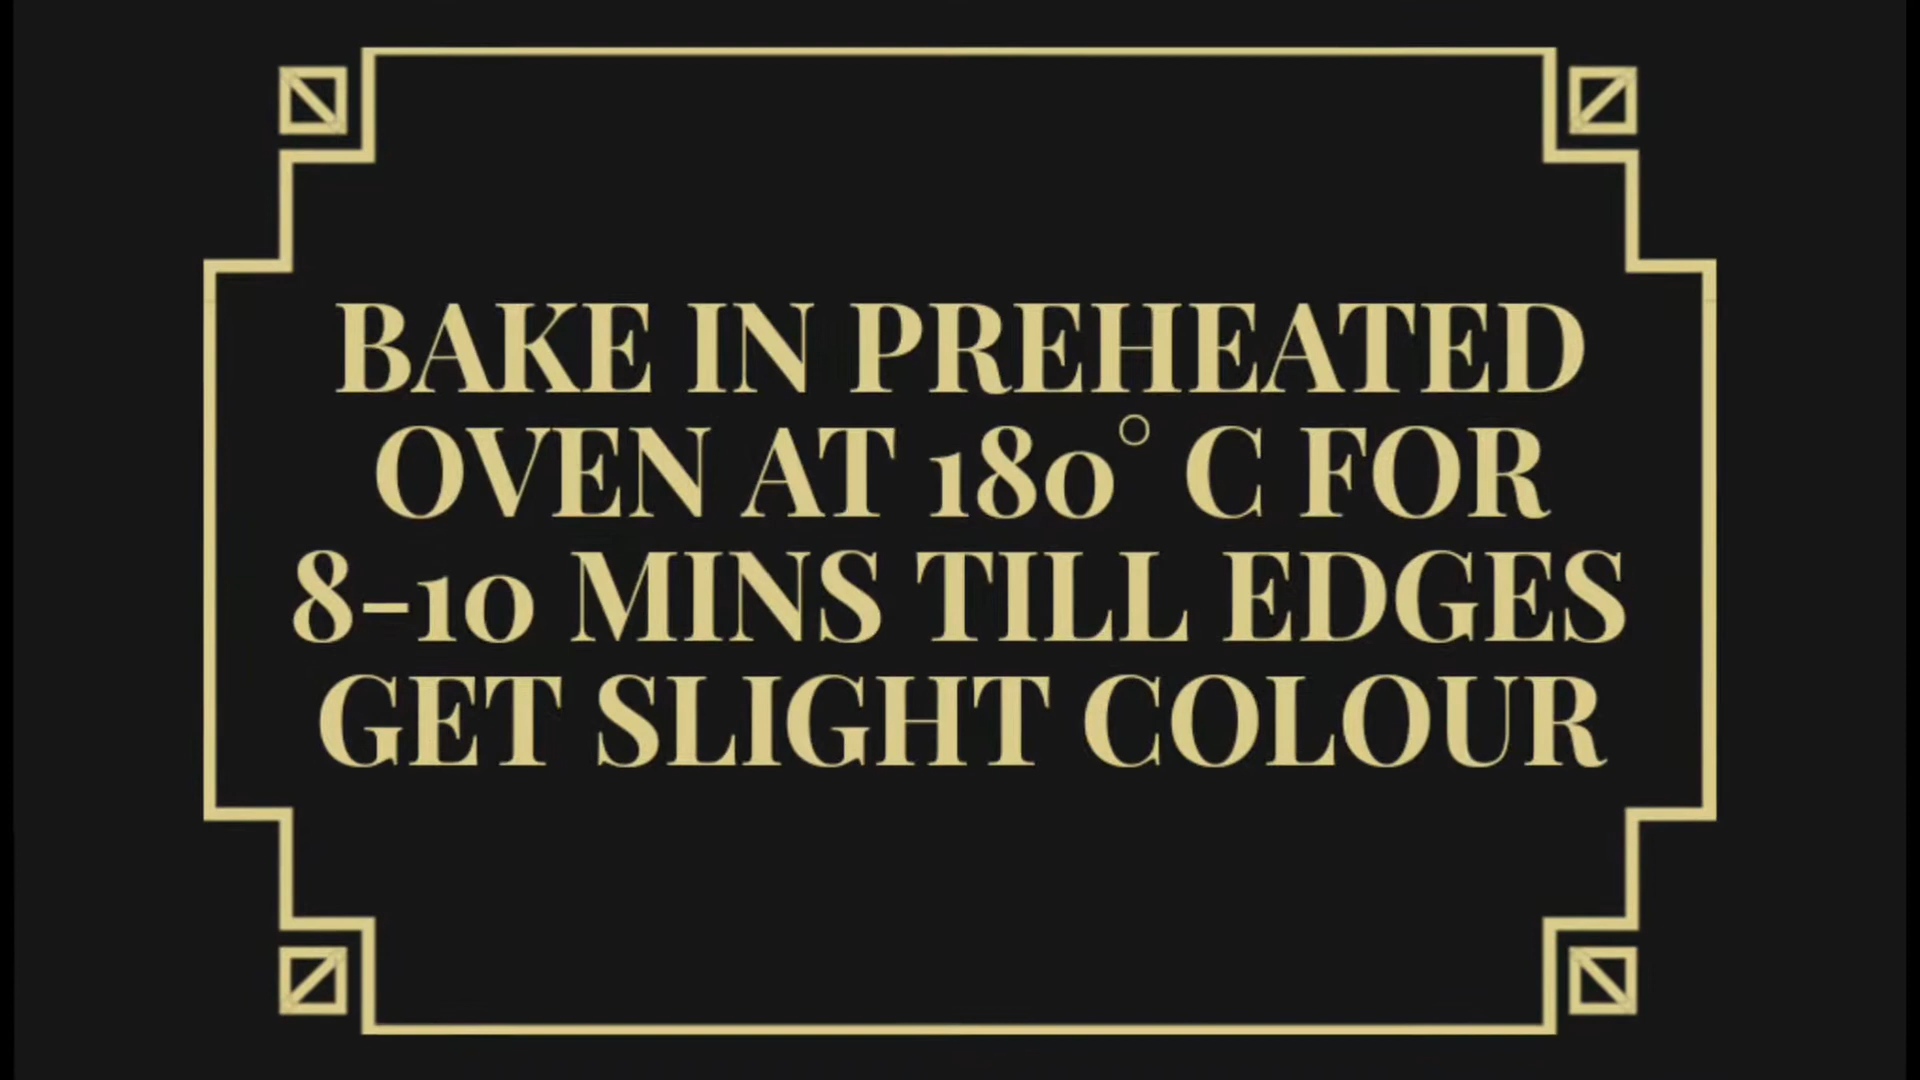 BAKE IN PREHEATED
OVEN AT 180° C FOR
8-10 MINS TILL EDGES
GET SLIGHT COLOUR